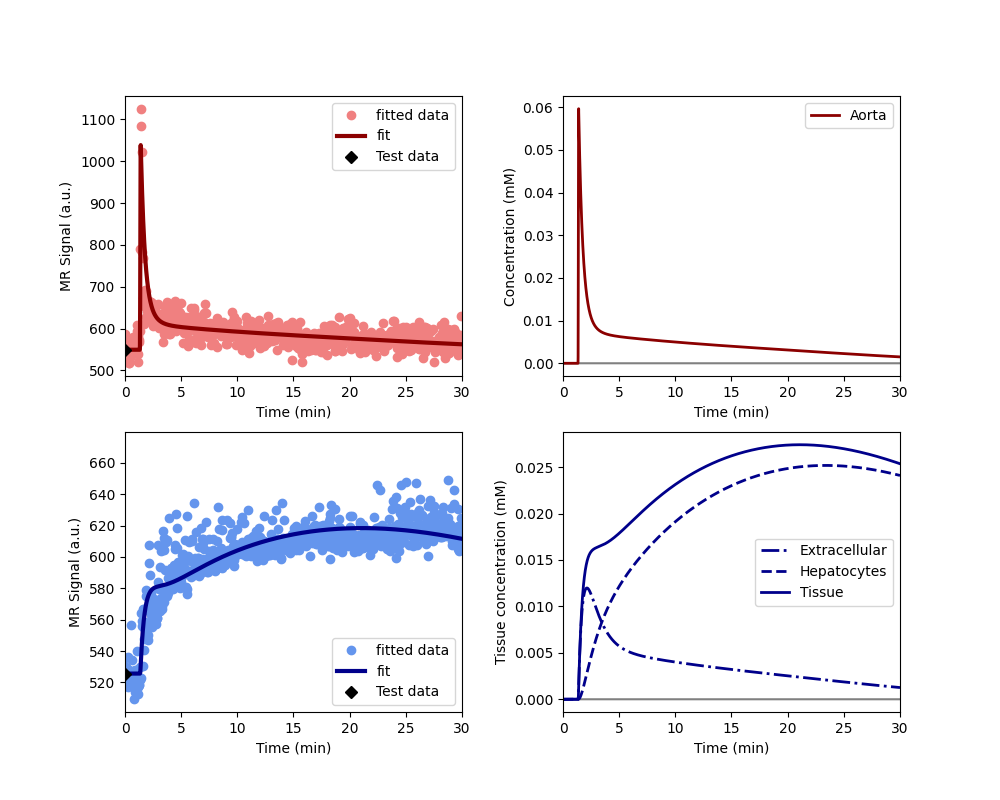 1100
1000
900
800
700
600
500
MR Signal (a.u.)
fitted data
fit
Test data
0 5 10 15 20 25 30
Time (min)
0.06
0.05
0.04
0.03
0.02
0.01
0.00
Concentration (mM)
Aorta
0 5 10 15 20 25 30
Time (min)
660
640
620
600
580
560
540
520
MR Signal (a.u.)
fitted data
fit
Test data
0 5 10 15 20 25 30
Time (min)
0.025
0.020
0.015
0.010
0.005
0.000
Tissue concentration (mM)
Extracellular
Hepatocytes
Tissue
0 5 10 15 20 25 30
Time (min)